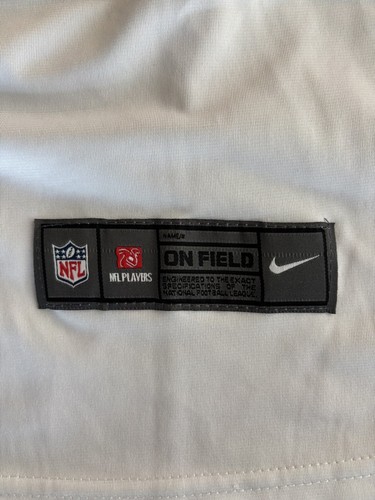 NFL
NFL PLAYERS
ON FIELD
ENGINEERED TO THE EXACT
SPECIFICATIONS OF THE
NATIONAL FOOTBALL LEAGUE.